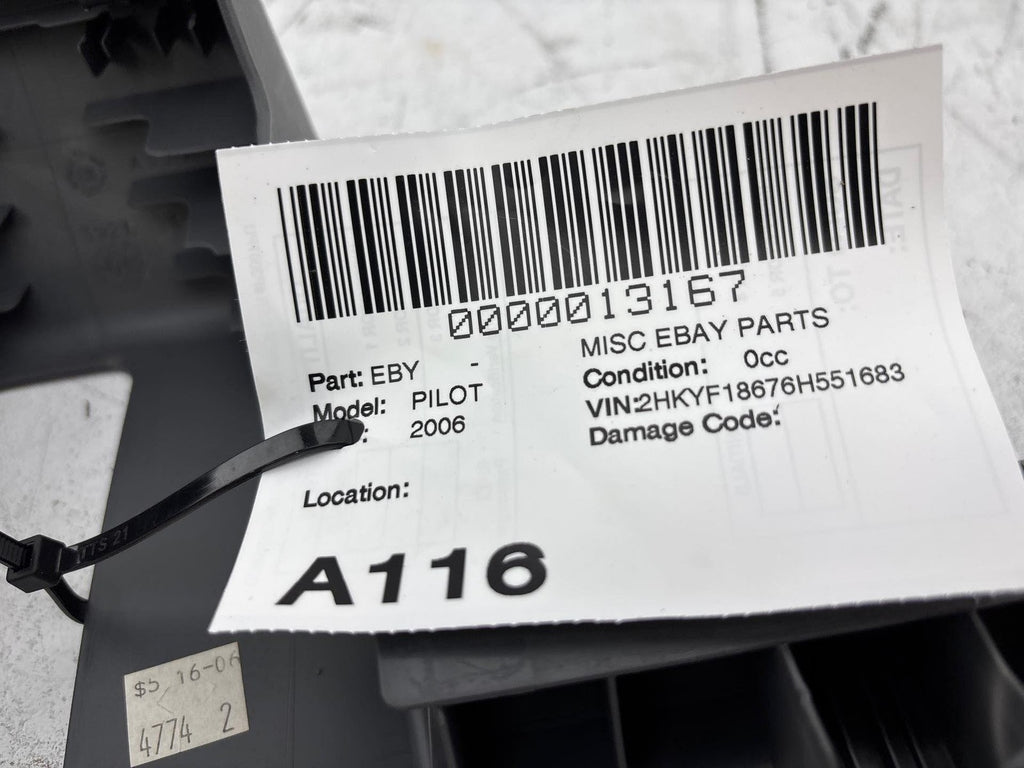 0000013167
MISC EBAY PARTS
Part: EBY -
Condition: 0cc
Model: PILOT
VIN:2HKYF18676H551683
: 2006
Damage Code:
Location:
A116
$5 16-06
4774 2